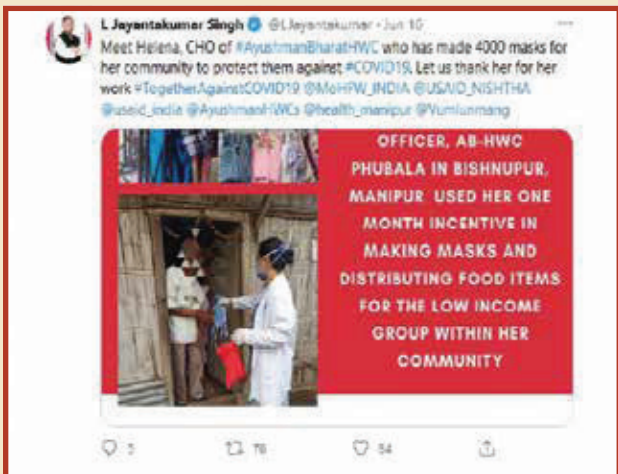 L Jayantakumar Singh @LJayantakumar · Jun 16
Meet Helena, CHO of #AyushmanBharatHWC who has made 4000 masks for
her community to protect them against #COVID19. Let us thank her for her
work #TogetherAgainstCOVID19 @MoHFW_INDIA @USAID_NISHTHA
@usaid_india @AyushmanHWCs @health_manipur @Vumlunmang
OFFICER, AB-HWC
PHUBALA IN BISHNUPUR,
MANIPUR USED HER ONE
MONTH INCENTIVE IN
MAKING MASKS AND
DISTRIBUTING FOOD ITEMS
FOR THE LOW INCOME
GROUP WITHIN HER
COMMUNITY
76